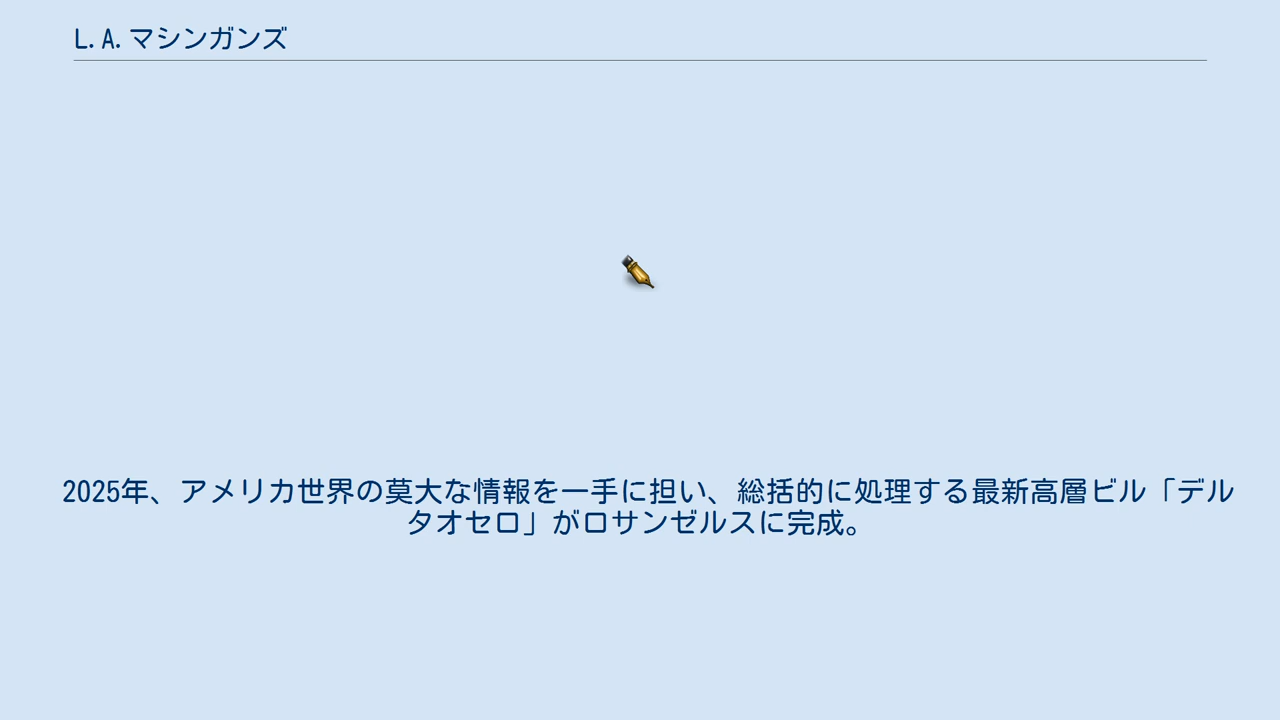 L.A.マシンガンズ
2025年、アメリカ世界の莫大な情報を一手に担い、総括的に処理する最新高層ビル「デル
タオセロ」がロサンゼルスに完成。